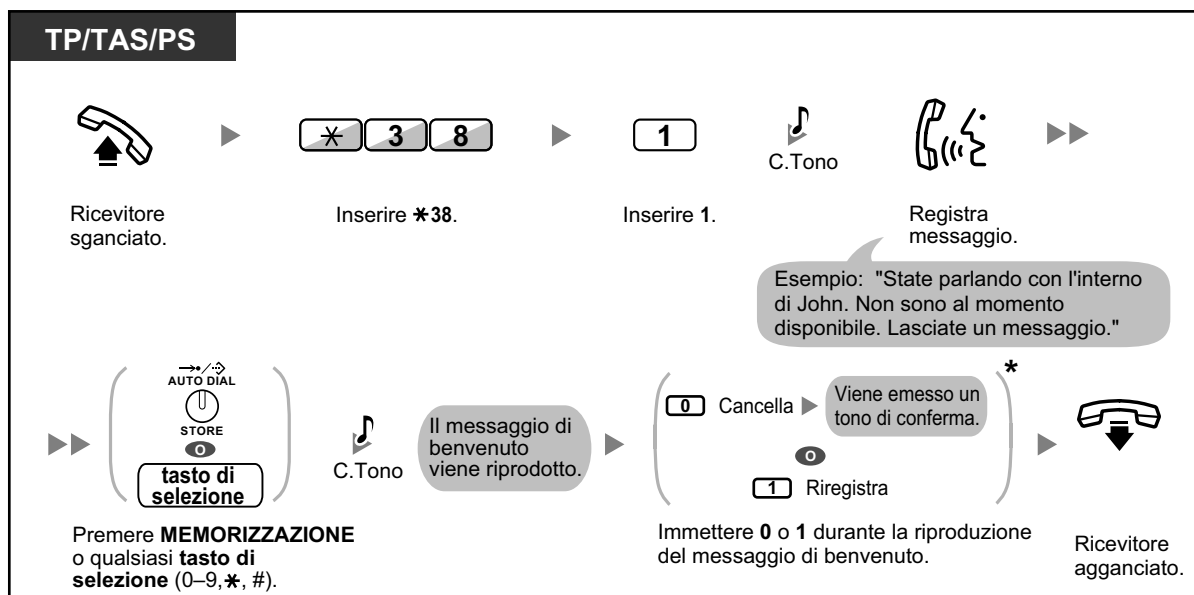 TP/TAS/PS
✳ 3 8
1
C.Tono
Ricevitore
sganciato.
Inserire ✳38.
Inserire 1.
Registra
messaggio.
Esempio: "State parlando con l'interno
di John. Non sono al momento
disponibile. Lasciate un messaggio."
AUTO DIAL
STORE
O
tasto di
selezione
C.Tono
Il messaggio di
benvenuto
viene riprodotto.
0 Cancella
Viene emesso un
tono di conferma.
O
1 Riregistra
*
Premere MEMORIZZAZIONE
o qualsiasi tasto di
selezione (0–9,✳, #).
Immettere 0 o 1 durante la riproduzione
del messaggio di benvenuto.
Ricevitore
agganciato.